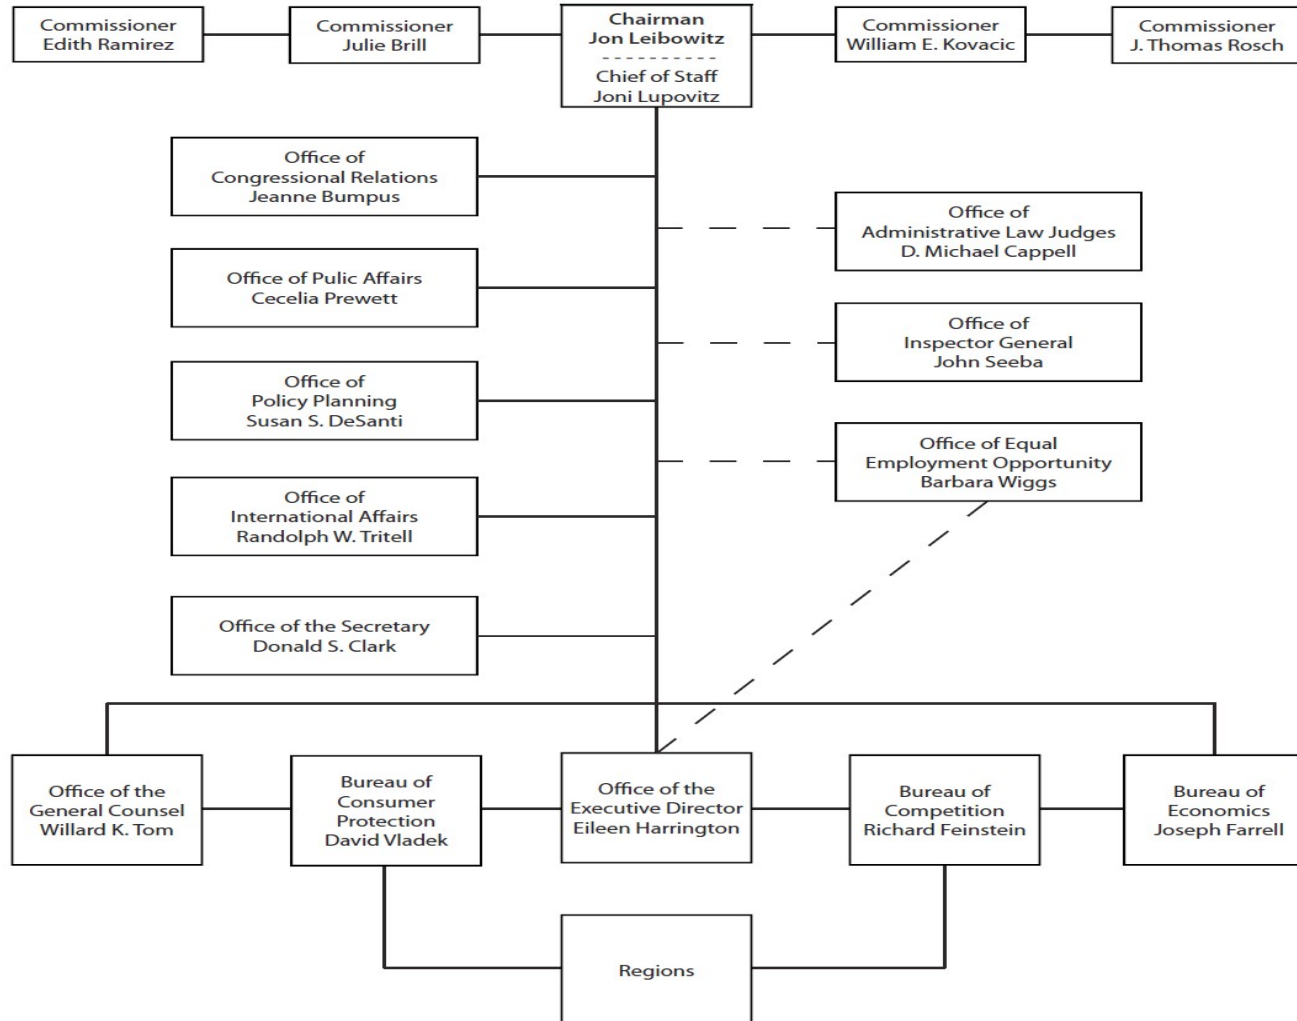 Commissioner
Edith Ramirez
Commissioner
Julie Brill
Chairman
Jon Leibowitz
Chief of Staff
Joni Lupovitz
Commissioner
William E. Kovacic
Commissioner
J. Thomas Rosch
Office of
Congressional Relations
Jeanne Bumpus
Office of
Administrative Law Judges
D. Michael Cappell
Office of Pulic Affairs
Cecelia Prewett
Office of
Inspector General
John Seeba
Office of
Policy Planning
Susan S. DeSanti
Office of Equal
Employment Opportunity
Barbara Wiggs
Office of
International Affairs
Randolph W. Tritell
Office of the Secretary
Donald S. Clark
Office of the
General Counsel
Willard K. Tom
Bureau of
Consumer
Protection
David Vladek
Office of the
Executive Director
Eileen Harrington
Bureau of
Competition
Richard Feinstein
Bureau of
Economics
Joseph Farrell
Regions